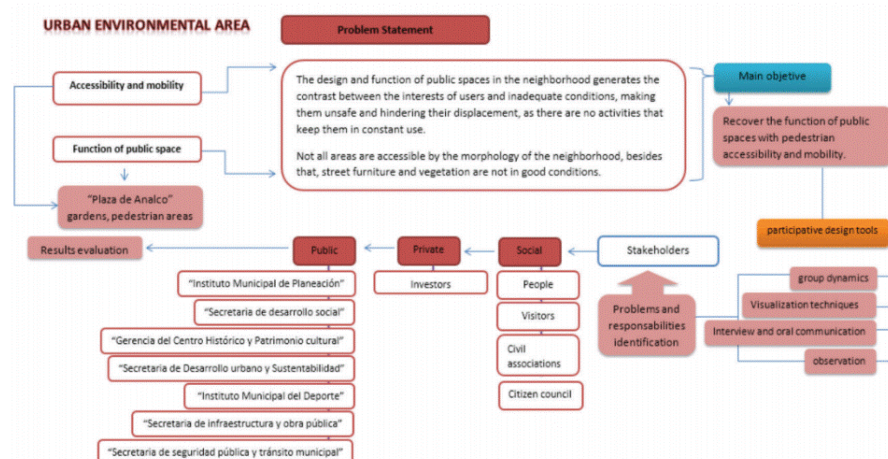 URBAN ENVIRONMENTAL AREA
Problem Statement
Accessibility and mobility
Function of public space
"Plaza de Analco"
gardens, pedestrian areas
The design and function of public spaces in the neighborhood generates the
contrast between the interests of users and inadequate conditions, making
them unsafe and hindering their displacement, as there are no activities that
keep them in constant use.
Not all areas are accessible by the morphology of the neighborhood, besides
that, street furniture and vegetation are not in good conditions.
Main objetive
Recover the function of public
spaces with pedestrian
accessibility and mobility.
participative design tools
group dynamics
Visualization techniques
Interview and oral communication
observation
Problems and
responsabilities
identification
Stakeholders
Social
People
Visitors
Civil
associations
Citizen council
Private
Investors
Public
"Instituto Municipal de Planeación"
"Secretaria de desarrollo social"
"Gerencia del Centro Histórico y Patrimonio cultural"
"Secretaria de Desarrollo urbano y Sustentabilidad"
"Instituto Municipal del Deporte"
"Secretaria de infraestructura y obra pública"
"Secretaria de seguridad pública y tránsito municipal"
Results evaluation